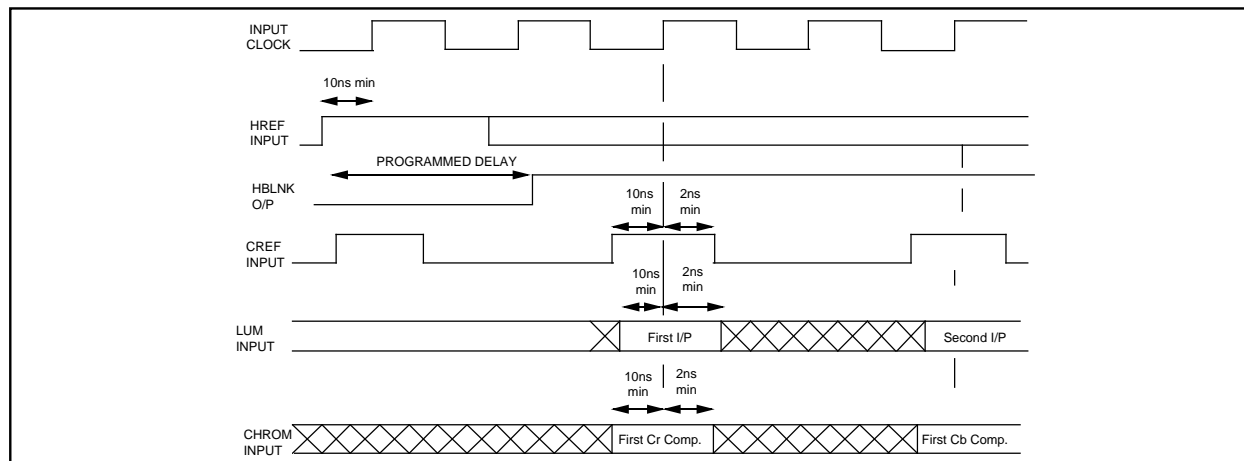 INPUT
CLOCK
10ns min
HREF
INPUT
PROGRAMMED DELAY
HBLNK
O/P
10ns
min
2ns
min
CREF
INPUT
10ns
min
2ns
min
LUM
INPUT
First I/P
Second I/P
10ns
min
2ns
min
CHROM
INPUT
First Cr Comp.
First Cb Comp.